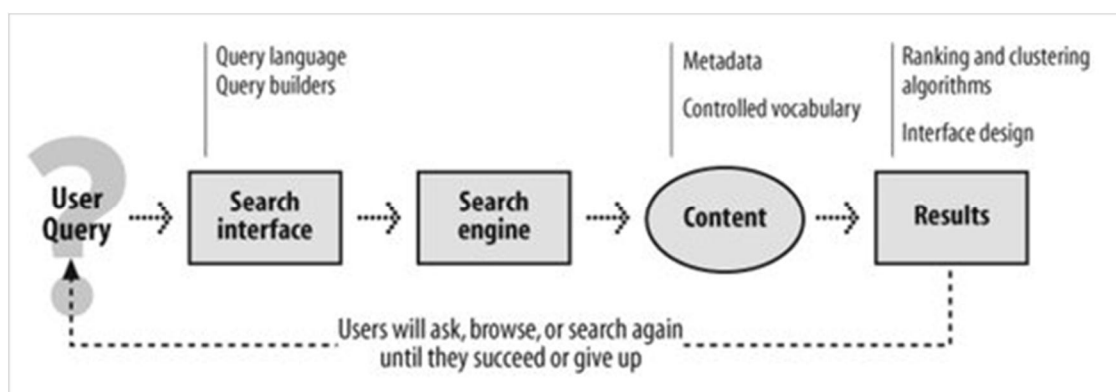 Query language
Query builders
Metadata
Controlled vocabulary
Ranking and clustering
algorithms
Interface design
User
Query
Search
interface
Search
engine
Content
Results
Users will ask, browse, or search again
until they succeed or give up